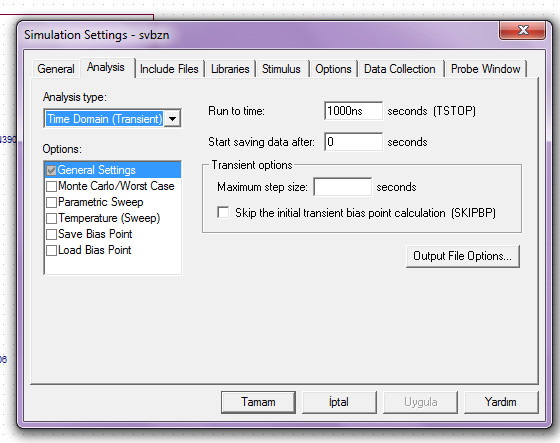 Simulation Settings - svbzn
General Analysis Include Files Libraries Stimulus Options Data Collection Probe Window
Analysis type:
Time Domain (Transient)
Options:
General Settings
Monte Carlo/Worst Case
Parametric Sweep
Temperature (Sweep)
Save Bias Point
Load Bias Point
Run to time: 1000ns seconds (TSTOP)
Start saving data after: 0 seconds
Transient options
Maximum step size: seconds
Skip the initial transient bias point calculation (SKIPBP)
Output File Options...
Tamam İptal Uygula Yardım
N390
06